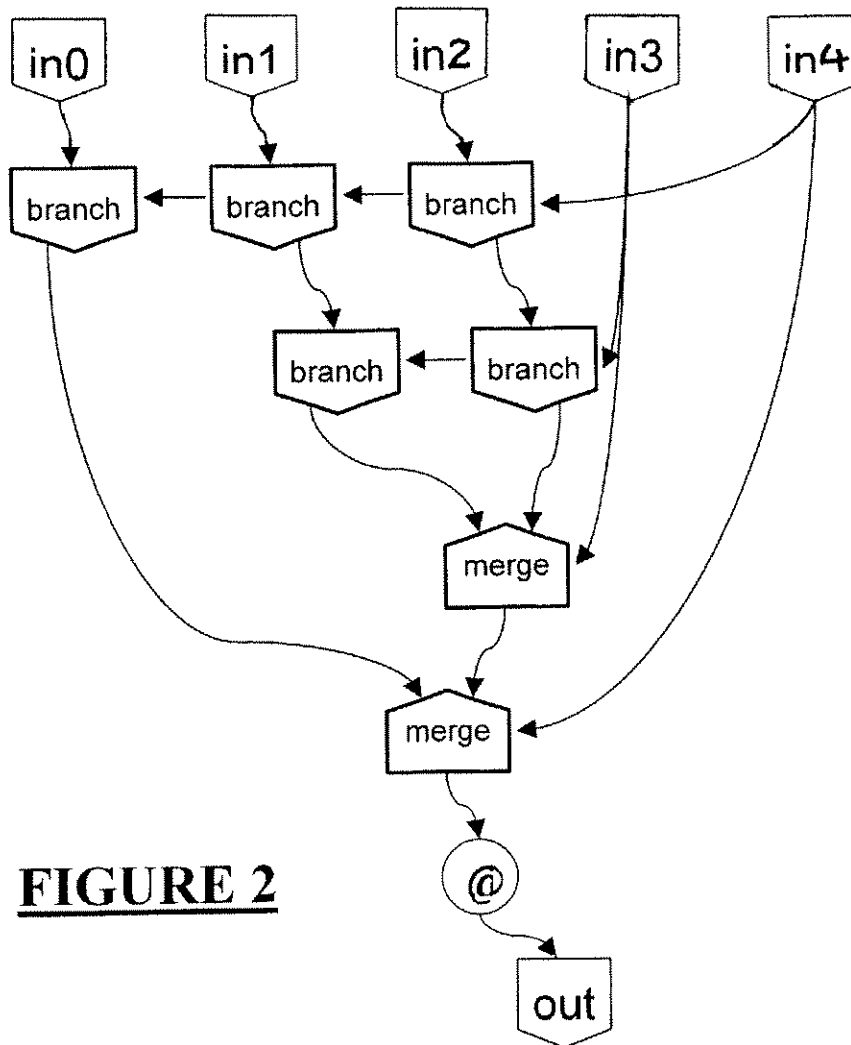 in0 in1 in2 in3 in4
branch branch branch
branch branch
merge
merge
@
FIGURE 2
out